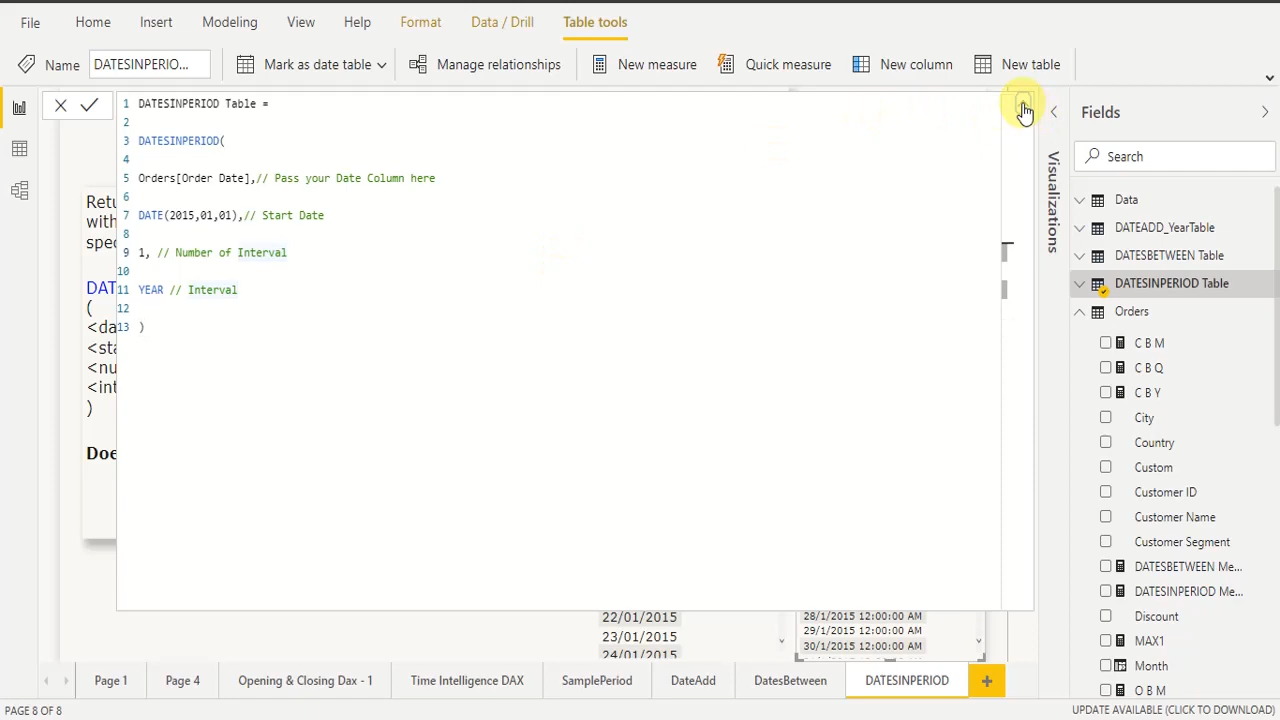 File Home Insert Modeling View Help Format Data / Drill Table tools
Name DATESINPERIO... Mark as date table Manage relationships New measure Quick measure New column New table
1 DATESINPERIOD Table =
2
3 DATESINPERIOD(
4
5 Orders[Order Date],// Pass your Date Column here
6
7 DATE(2015,01,01),// Start Date
8
9 1, // Number of Interval
10
11 YEAR // Interval
12
13 )
Retu
with
spec
DAT
(
<da
<sta
<nu
<int
)
Doe
22/01/2015
23/01/2015
24/01/2015
28/1/2015 12:00:00 AM
29/1/2015 12:00:00 AM
30/1/2015 12:00:00 AM
Visualizations
Fields
Search
Data
DATEADD_YearTable
DATESBETWEEN Table
DATESINPERIOD Table
Orders
C B M
C B Q
C B Y
City
Country
Custom
Customer ID
Customer Name
Customer Segment
DATESBETWEEN Me...
DATESINPERIOD Me...
Discount
MAX1
Month
O B M
Page 1 Page 4 Opening & Closing Dax - 1 Time Intelligence DAX SamplePeriod DateAdd DatesBetween DATESINPERIOD
PAGE 8 OF 8 UPDATE AVAILABLE (CLICK TO DOWNLOAD)